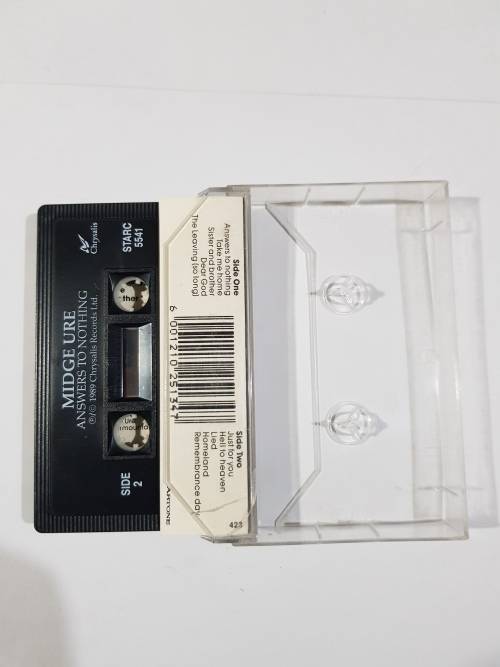 MIDGE URE
ANSWERS TO NOTHING
℗/© 1989 Chrysalis Records Ltd.
Chrysalis
STARC
5541
SIDE
2
ther
Side One
Answers to nothing
Take me home
Sister and brother
Dear God
The Leaving (so long)
6 001210 251347
Side Two
Just for you
Hell to heaven
Lied
Homeland
Remembrance day
423